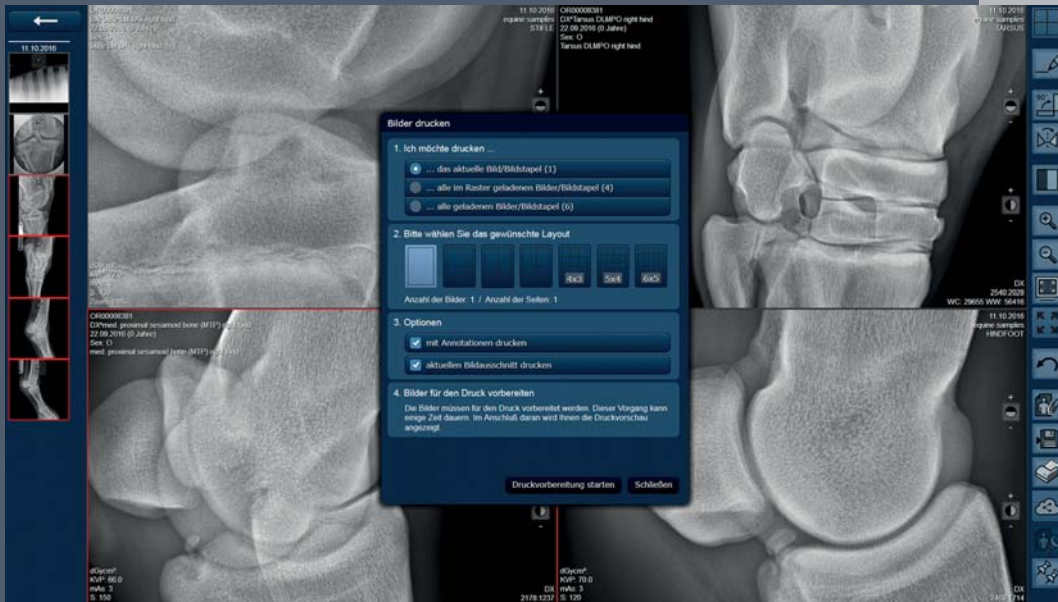 11.10.2016
OR00008381
right hind
11.10.2016
equine samples
STIFLE
+
-
OR00008381
DX*Tarsus DLMPO right hind
22.09.2016 (0 Jahre)
Sex: O
Tarsus DLMPO right hind
11.10.2016
equine samples
TARSUS
+
-
+
-
DX
2540:2028
WC: 29655 WW: 56416
Bilder drucken
1. Ich möchte drucken ...
... das aktuelle Bild/Bildstapel (1)
... alle im Raster geladenen Bilder/Bildstapel (4)
... alle geladenen Bilder/Bildstapel (6)
2. Bitte wählen Sie das gewünschte Layout
4x3
5x4
6x5
Anzahl der Bilder: 1 / Anzahl der Seiten: 1
3. Optionen
mit Annotationen drucken
aktuellen Bildausschnitt drucken
4. Bilder für den Druck vorbereiten
Die Bilder müssen für den Druck vorbereitet werden. Dieser Vorgang kann
einige Zeit dauern. Im Anschluß daran wird Ihnen die Druckvorschau
angezeigt.
Druckvorbereitung starten
Schließen
OR00008381
DX*med. proximal sesamoid bone (MTP) right hind
22.09.2016 (0 Jahre)
Sex: O
med. proximal sesamoid bone (MTP) right hind
dGycm²:
KVP: 66.0
mAs: 3
S: 150
+
-
DX
2178:1237
11.10.2016
equine samples
HINDFOOT
+
-
+
-
dGycm²:
KVP: 70.0
mAs: 3
S: 120
DX
90°